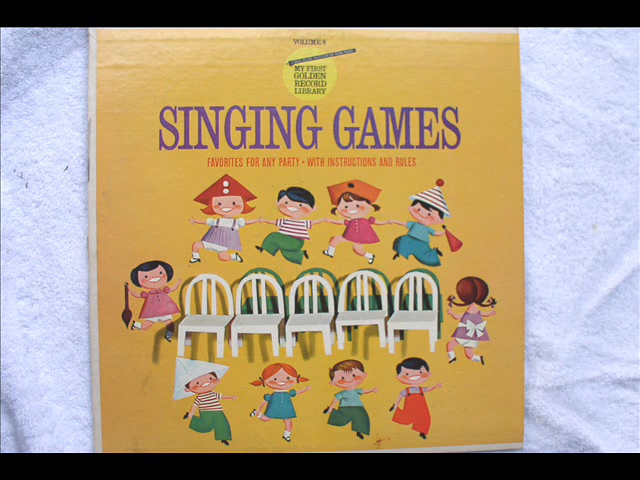 VOLUME 8
MY FIRST
GOLDEN
RECORD
LIBRARY
SINGING GAMES
FAVORITES FOR ANY PARTY • WITH INSTRUCTIONS AND RULES